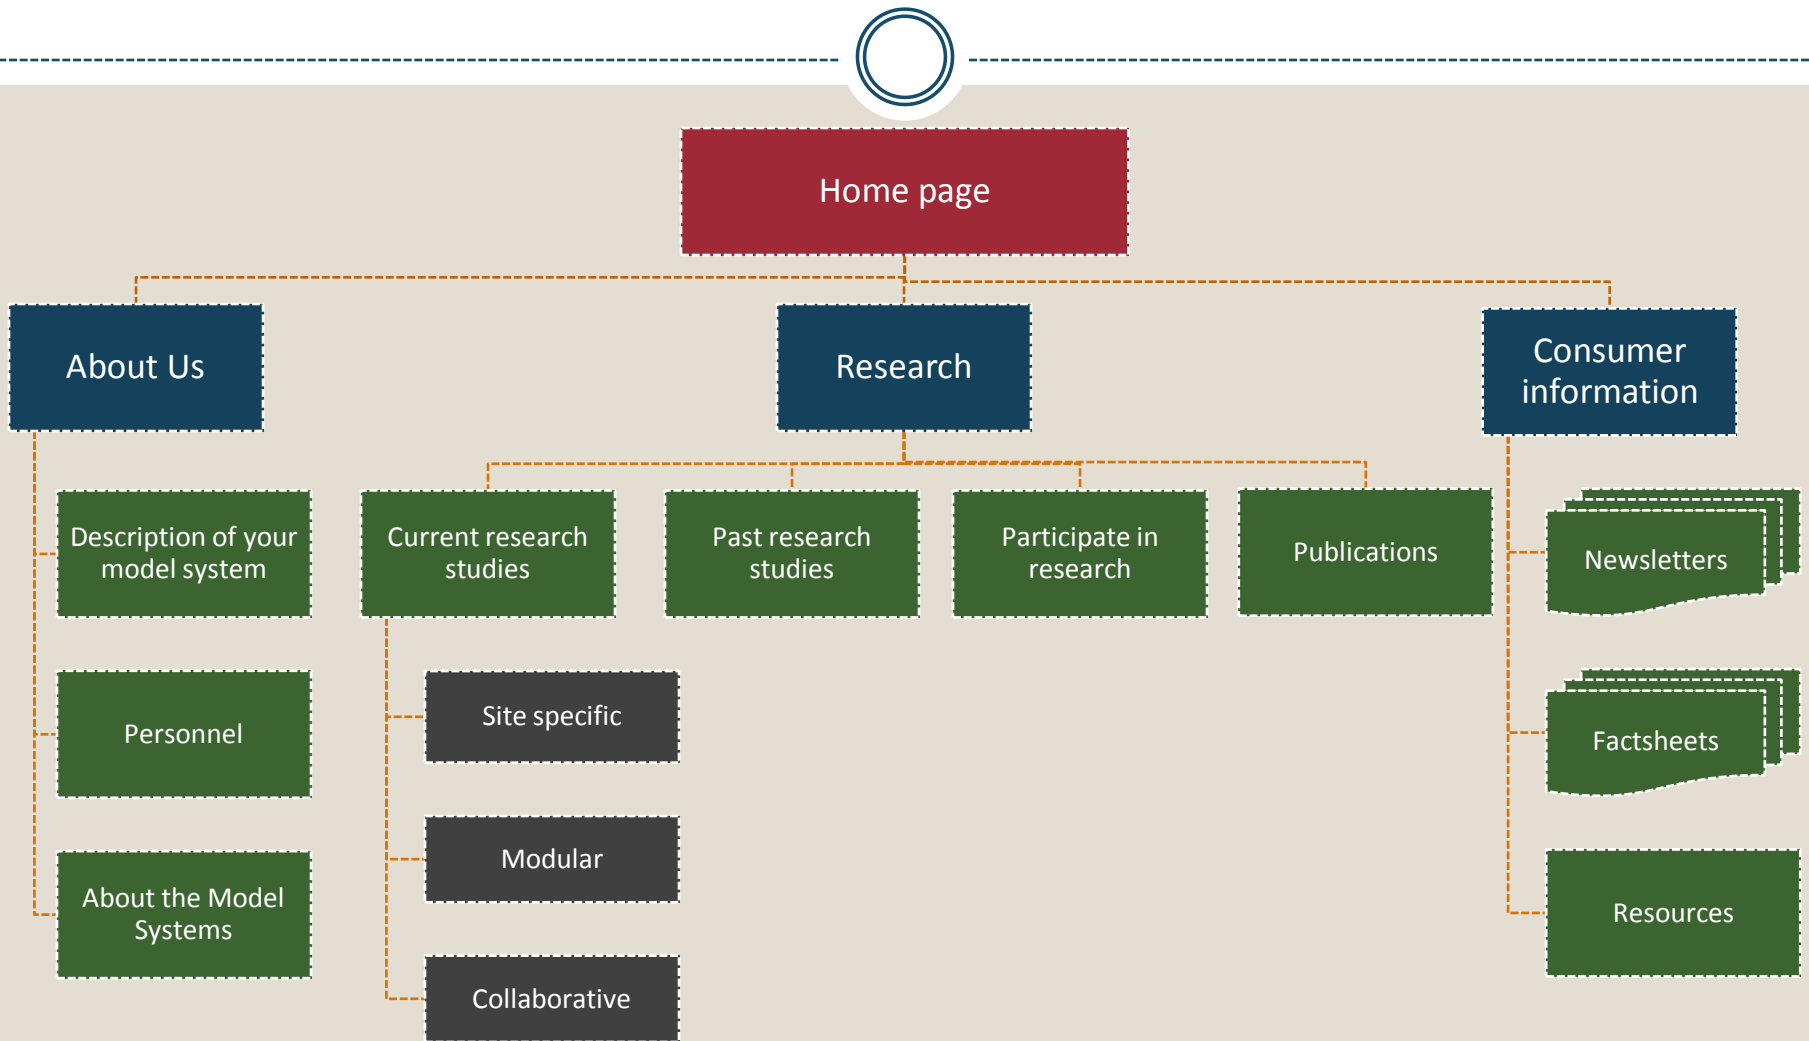 Home page
About Us
Research
Consumer
information
Description of your
model system
Current research
studies
Past research
studies
Participate in
research
Publications
Newsletters
Personnel
Site specific
Factsheets
Modular
About the Model
Systems
Resources
Collaborative